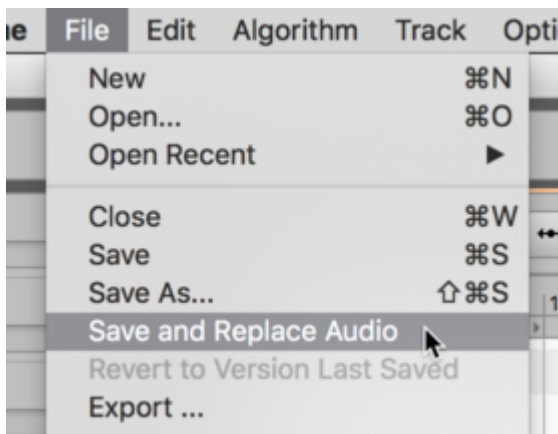 File Edit Algorithm Track
New ⌘N
Open... ⌘O
Open Recent ▶
Close ⌘W
Save ⌘S
Save As... ⇧⌘S
Save and Replace Audio
Revert to Version Last Saved
Export ...